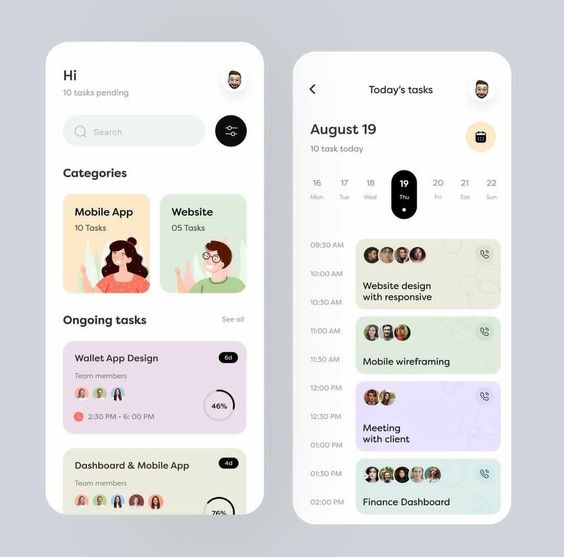 Hi
10 tasks pending
Search
Categories
Mobile App
10 Tasks
Website
05 Tasks
Ongoing tasks
See all
Wallet App Design
6d
Team members
46%
2:30 PM - 6: 00 PM
Dashboard & Mobile App
4d
Team members
76%
Today's tasks
August 19
10 task today
16 17 18 19 20 21 22
Mon Tue Wed Thu Fri Sat Sun
09:30 AM
10:00 AM
10:30 AM
Website design
with responsive
11:00 AM
11:30 AM
Mobile wireframing
12:00 PM
12:30 PM
01:00 PM
Meeting
with client
01:30 PM
02:00 PM
Finance Dashboard